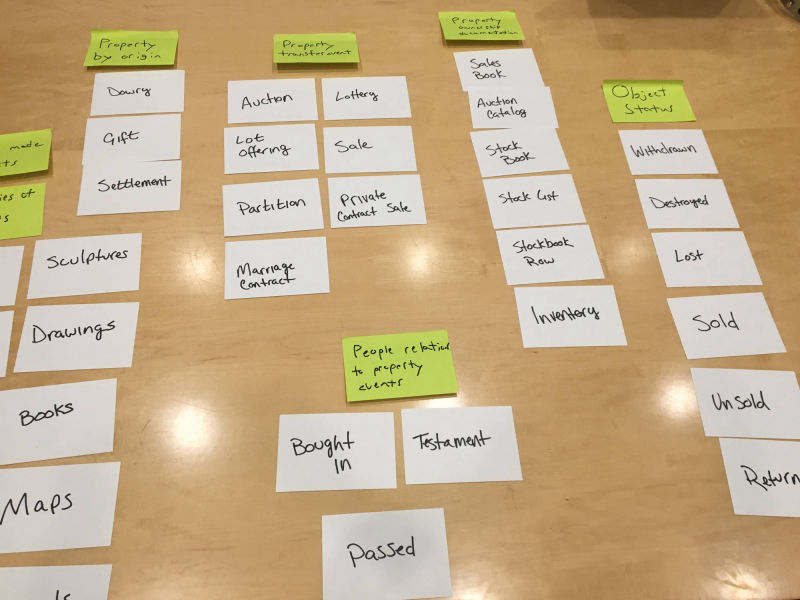 Property
by origin
Dowry
Gift
Settlement
Property
transfer event
Auction
Lottery
Lot
Offering
Sale
Partition
Private
Contract Sale
Marriage
Contract
Property
ownership
documentation
Sales
Book
Auction
Catalog
Stock
Book
Stock List
Stockbook
Row
Inventory
Object
Status
Withdrawn
Destroyed
Lost
Sold
Unsold
Return
made
ies of
Sculptures
Drawings
Books
Maps
People relation
to property
events
Bought
In
Testament
Passed